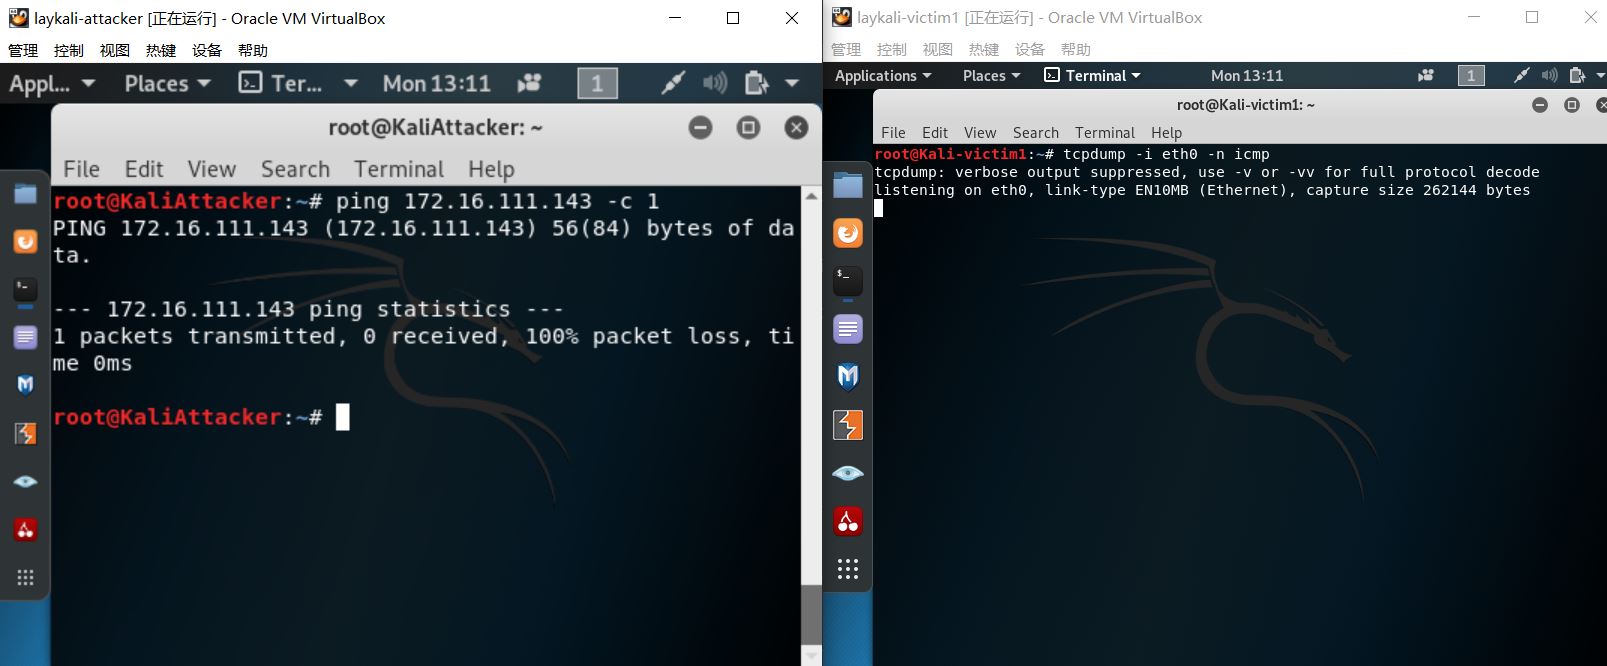 laykali-attacker [正在运行] - Oracle VM VirtualBox
管理 控制 视图 热键 设备 帮助
Appl... Places Ter... Mon 13:11 1
root@KaliAttacker: ~
File Edit View Search Terminal Help
root@KaliAttacker:~# ping 172.16.111.143 -c 1
PING 172.16.111.143 (172.16.111.143) 56(84) bytes of da
ta.
--- 172.16.111.143 ping statistics ---
1 packets transmitted, 0 received, 100% packet loss, ti
me 0ms
root@KaliAttacker:~#
laykali-victim1 [正在运行] - Oracle VM VirtualBox
管理 控制 视图 热键 设备 帮助
Applications Places Terminal Mon 13:11 1
root@Kali-victim1: ~
File Edit View Search Terminal Help
root@Kali-victim1:~# tcpdump -i eth0 -n icmp
tcpdump: verbose output suppressed, use -v or -vv for full protocol decode
listening on eth0, link-type EN10MB (Ethernet), capture size 262144 bytes